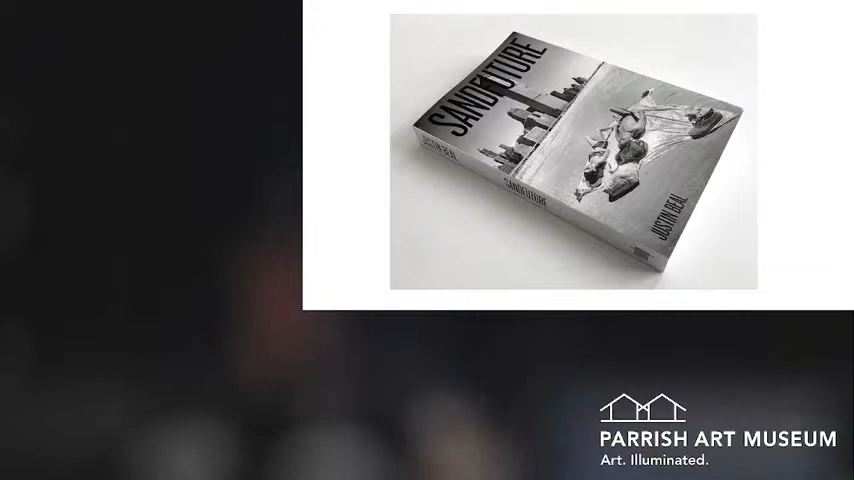 SANDFUTURE
JUSTIN BEAL
SANDFUTURE
JUSTIN BEAL
PARRISH ART MUSEUM
Art. Illuminated.